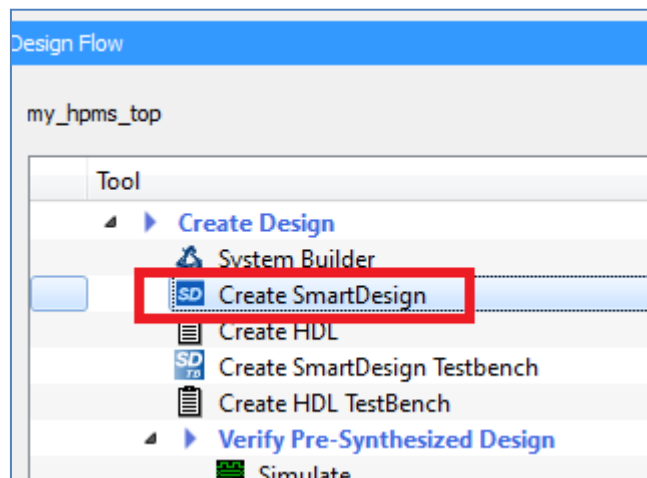 Design Flow
my_hpms_top
Tool
Create Design
System Builder
SD Create SmartDesign
Create HDL
SD TB Create SmartDesign Testbench
Create HDL TestBench
Verify Pre-Synthesized Design
Simulate